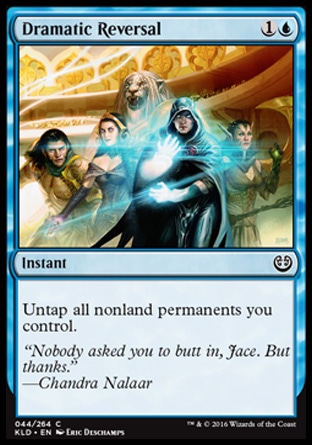 Dramatic Reversal 1
Instant
Untap all nonland permanents you
control.
“Nobody asked you to butt in, Jace. But
thanks.”
—Chandra Nalaar
044/264 C
KLD • EN Eric Deschamps
™ & © 2016 Wizards of the Coast